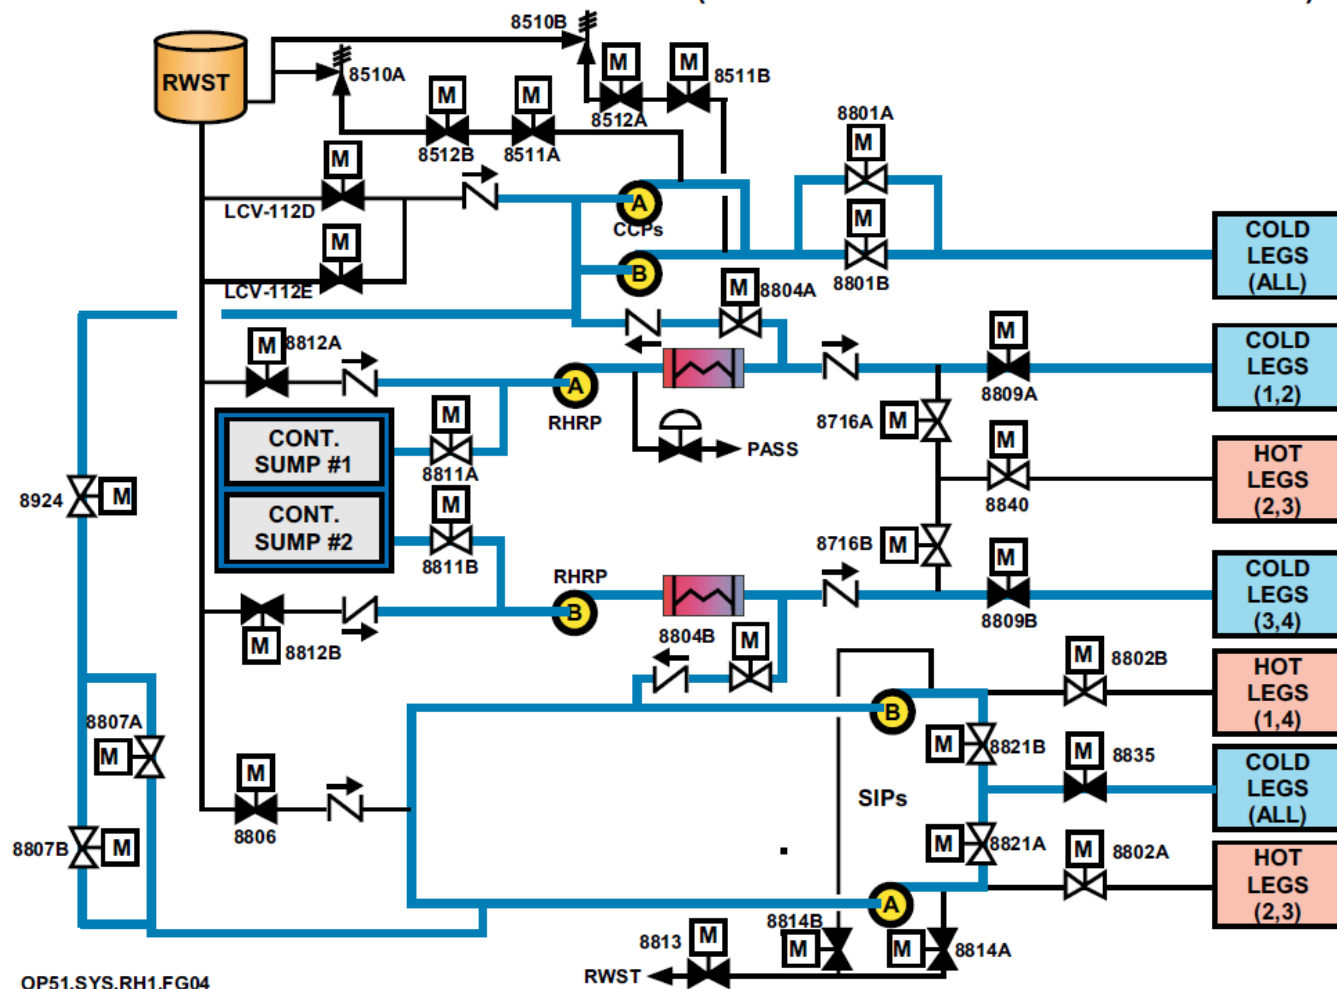 8510B
8510A
RWST
M
M
8511B
8512A
M
M
8512B
8511A
8801A
M
M
LCV-112D
A
CCPs
M
M
B
8801B
LCV-112E
COLD
LEGS
(ALL)
M
8804A
M
8812A
M
8809A
COLD
LEGS
(1,2)
A
RHRP
8716A
M
PASS
CONT.
SUMP #1
M
8811A
M
8840
HOT
LEGS
(2,3)
8924
M
CONT.
SUMP #2
M
8811B
8716B
M
RHRP
B
M
8809B
COLD
LEGS
(3,4)
M
8812B
8804B
M
M
8802B
HOT
LEGS
(1,4)
B
8807A
M
M
8821B
M
8835
COLD
LEGS
(ALL)
SIPs
M
8806
8807B
M
M
8821A
M
8802A
HOT
LEGS
(2,3)
A
8814B
M
M
8814A
8813
M
RWST
OP51.SYS.RH1.FG04